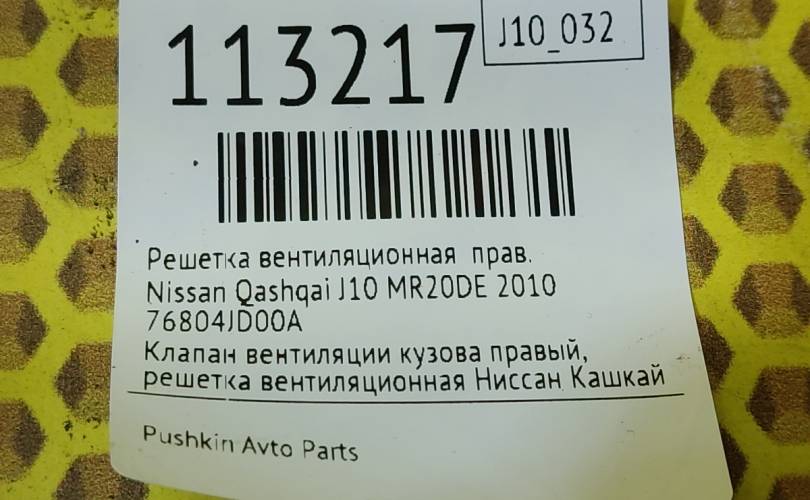 113217
J10_032
Решетка вентиляционная прав.
Nissan Qashqai J10 MR20DE 2010
76804JD00A
Клапан вентиляции кузова правый,
решетка вентиляционная Ниссан Кашкай
Pushkin Avto Parts